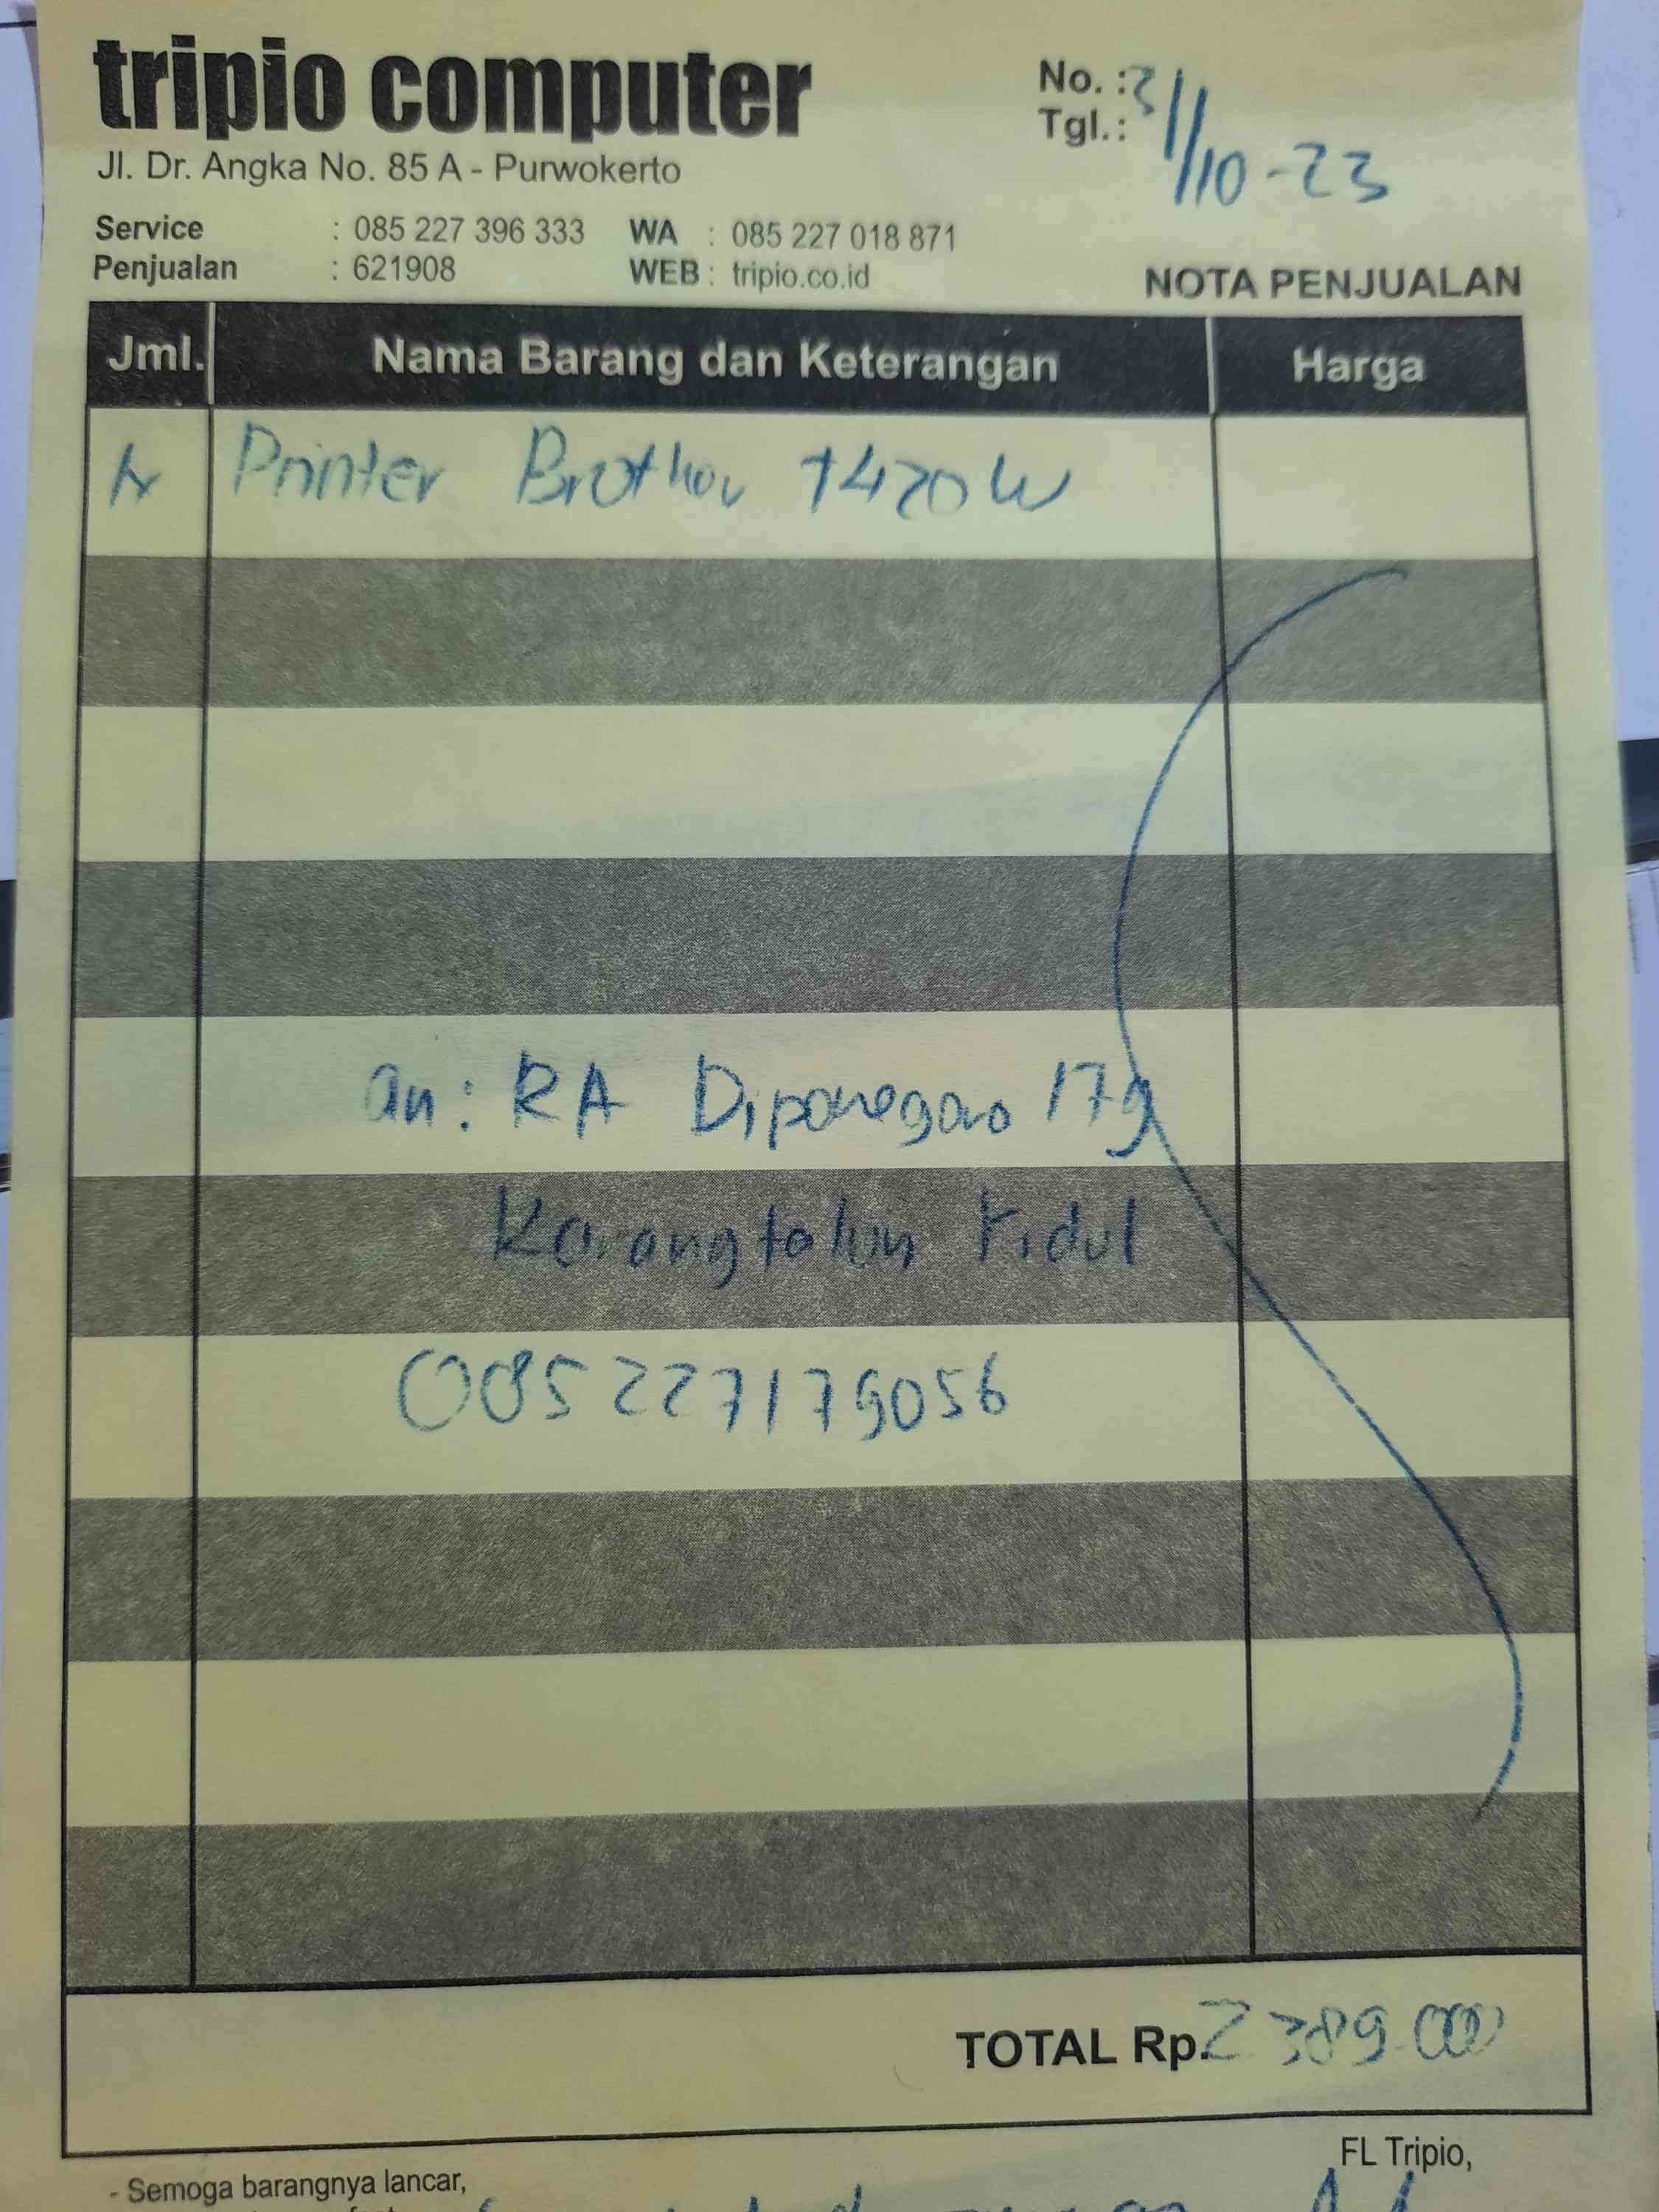 tripio computer
Jl. Dr. Angka No. 85 A - Purwokerto
No. :
Tgl.: 31/10-23
Service : 085 227 396 333 WA : 085 227 018 871
Penjualan : 621908 WEB : tripio.co.id
NOTA PENJUALAN
Jml. Nama Barang dan Keterangan Harga
1x Printer Brother T420W
an: RA Diponegoro 179
Karangtalun Kidul
085227179056
TOTAL Rp. 2389.000
FL Tripio,
- Semoga barangnya lancar,